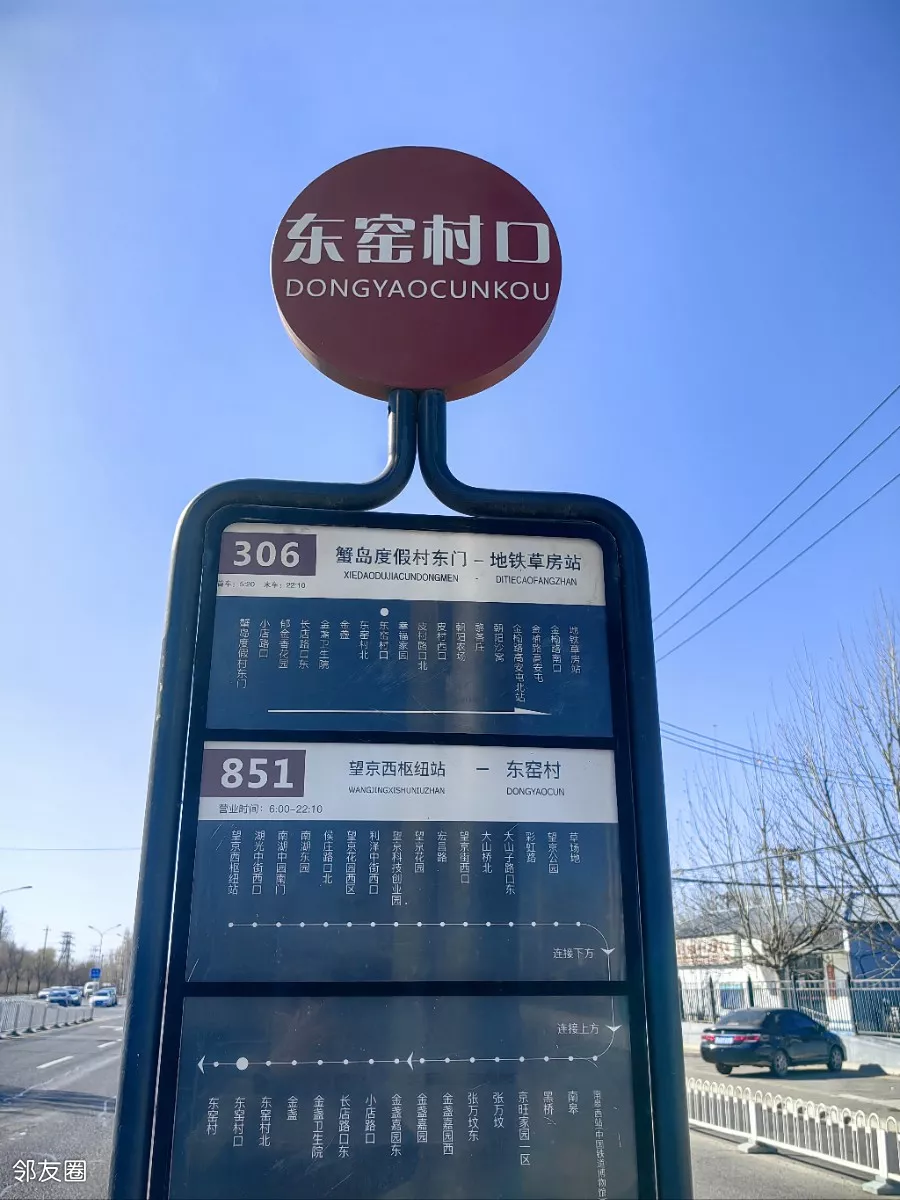 东窑村口
DONGYAOCUNKOU
306
蟹岛度假村东门 - 地铁草房站
XIEDAODUJIACUNDONGMEN - DITIECAOFANGZHAN
首车: 5:20 末车: 22:10
蟹岛度假村东门
小店路口
郁金香花园
长店路口东
金盏卫生院
金盏
东窑村北
东窑村口
幸福家园
皮村路口北
皮村西口
朝阳农场
黎各庄
朝阳沙窝
金榆路高安屯北站
金榆路高安屯
金榆路南口
地铁草房站
851
望京西枢纽站 — 东窑村
WANGJINGXISHUNIUZHAN DONGYAOCUN
营业时间: 6:00-22:10
望京西枢纽站
湖光中街西口
南湖中园南门
南湖东园
侯庄路口北
望京花园西区
利泽中街西口
望京科技创业园
望京花园
宏昌路
望京街西口
大山桥北
大山子路口东
彩虹路
望京公园
草场地
连接下方
连接上方
东窑村
东窑村口
东窑村北
金盏
金盏卫生院
长店路口东
小店路口
金盏嘉园东
金盏嘉园
金盏嘉园西
张万坟东
张万坟
京旺家园一区
黑桥
南皋
邻友圈